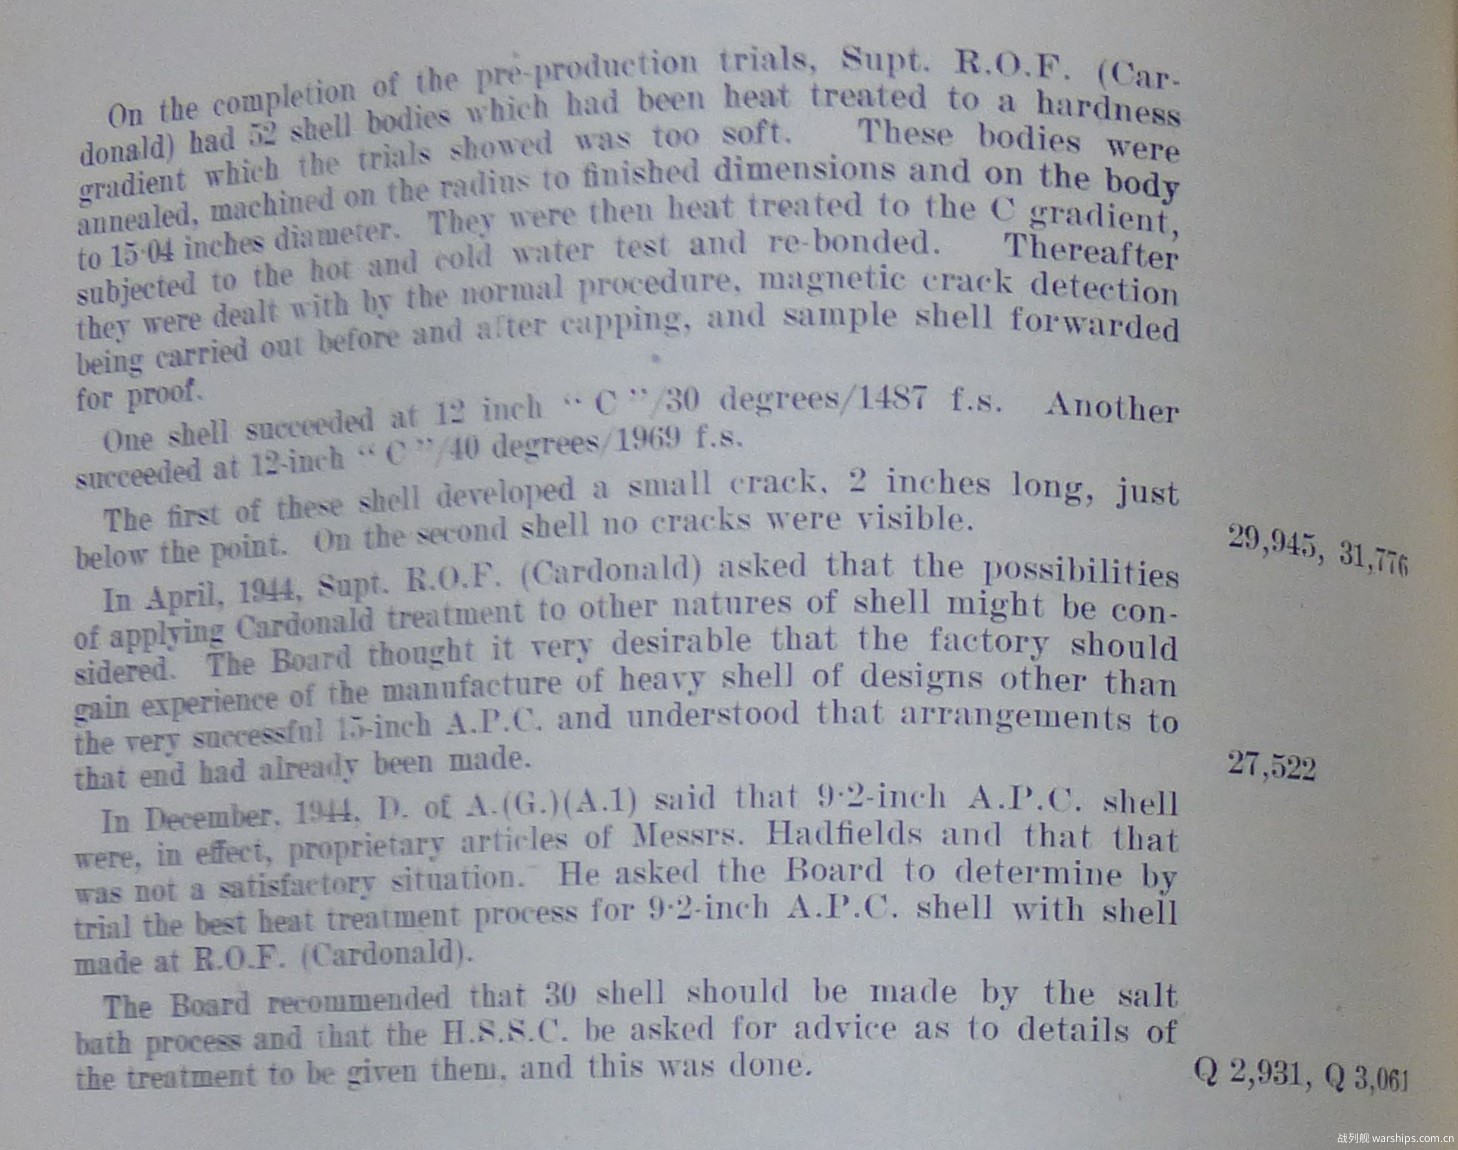 On the completion of the pre-production trials, Supt. R.O.F. (Car-
donald) had 52 shell bodies which had been heat treated to a hardness
gradient which the trials showed was too soft. These bodies were
annealed, machined on the radius to finished dimensions and on the body
to 15·04 inches diameter. They were then heat treated to the C gradient,
subjected to the hot and cold water test and re-bonded. Thereafter
they were dealt with by the normal procedure, magnetic crack detection
being carried out before and after capping, and sample shell forwarded
for proof.
One shell succeeded at 12 inch “ C ”/30 degrees/1487 f.s. Another
succeeded at 12-inch “ C ”/40 degrees/1969 f.s.
The first of these shell developed a small crack, 2 inches long, just
below the point. On the second shell no cracks were visible.
29,945, 31,776
In April, 1944, Supt. R.O.F. (Cardonald) asked that the possibilities
of applying Cardonald treatment to other natures of shell might be con-
sidered. The Board thought it very desirable that the factory should
gain experience of the manufacture of heavy shell of designs other than
the very successful 15-inch A.P.C. and understood that arrangements to
that end had already been made.
27,522
In December, 1944, D. of A.(G.)(A.1) said that 9·2-inch A.P.C. shell
were, in effect, proprietary articles of Messrs. Hadfields and that that
was not a satisfactory situation. He asked the Board to determine by
trial the best heat treatment process for 9·2-inch A.P.C. shell with shell
made at R.O.F. (Cardonald).
The Board recommended that 30 shell should be made by the salt
bath process and that the H.S.S.C. be asked for advice as to details of
the treatment to be given them, and this was done.
Q 2,931, Q 3,061
战列舰 warships.com.cn